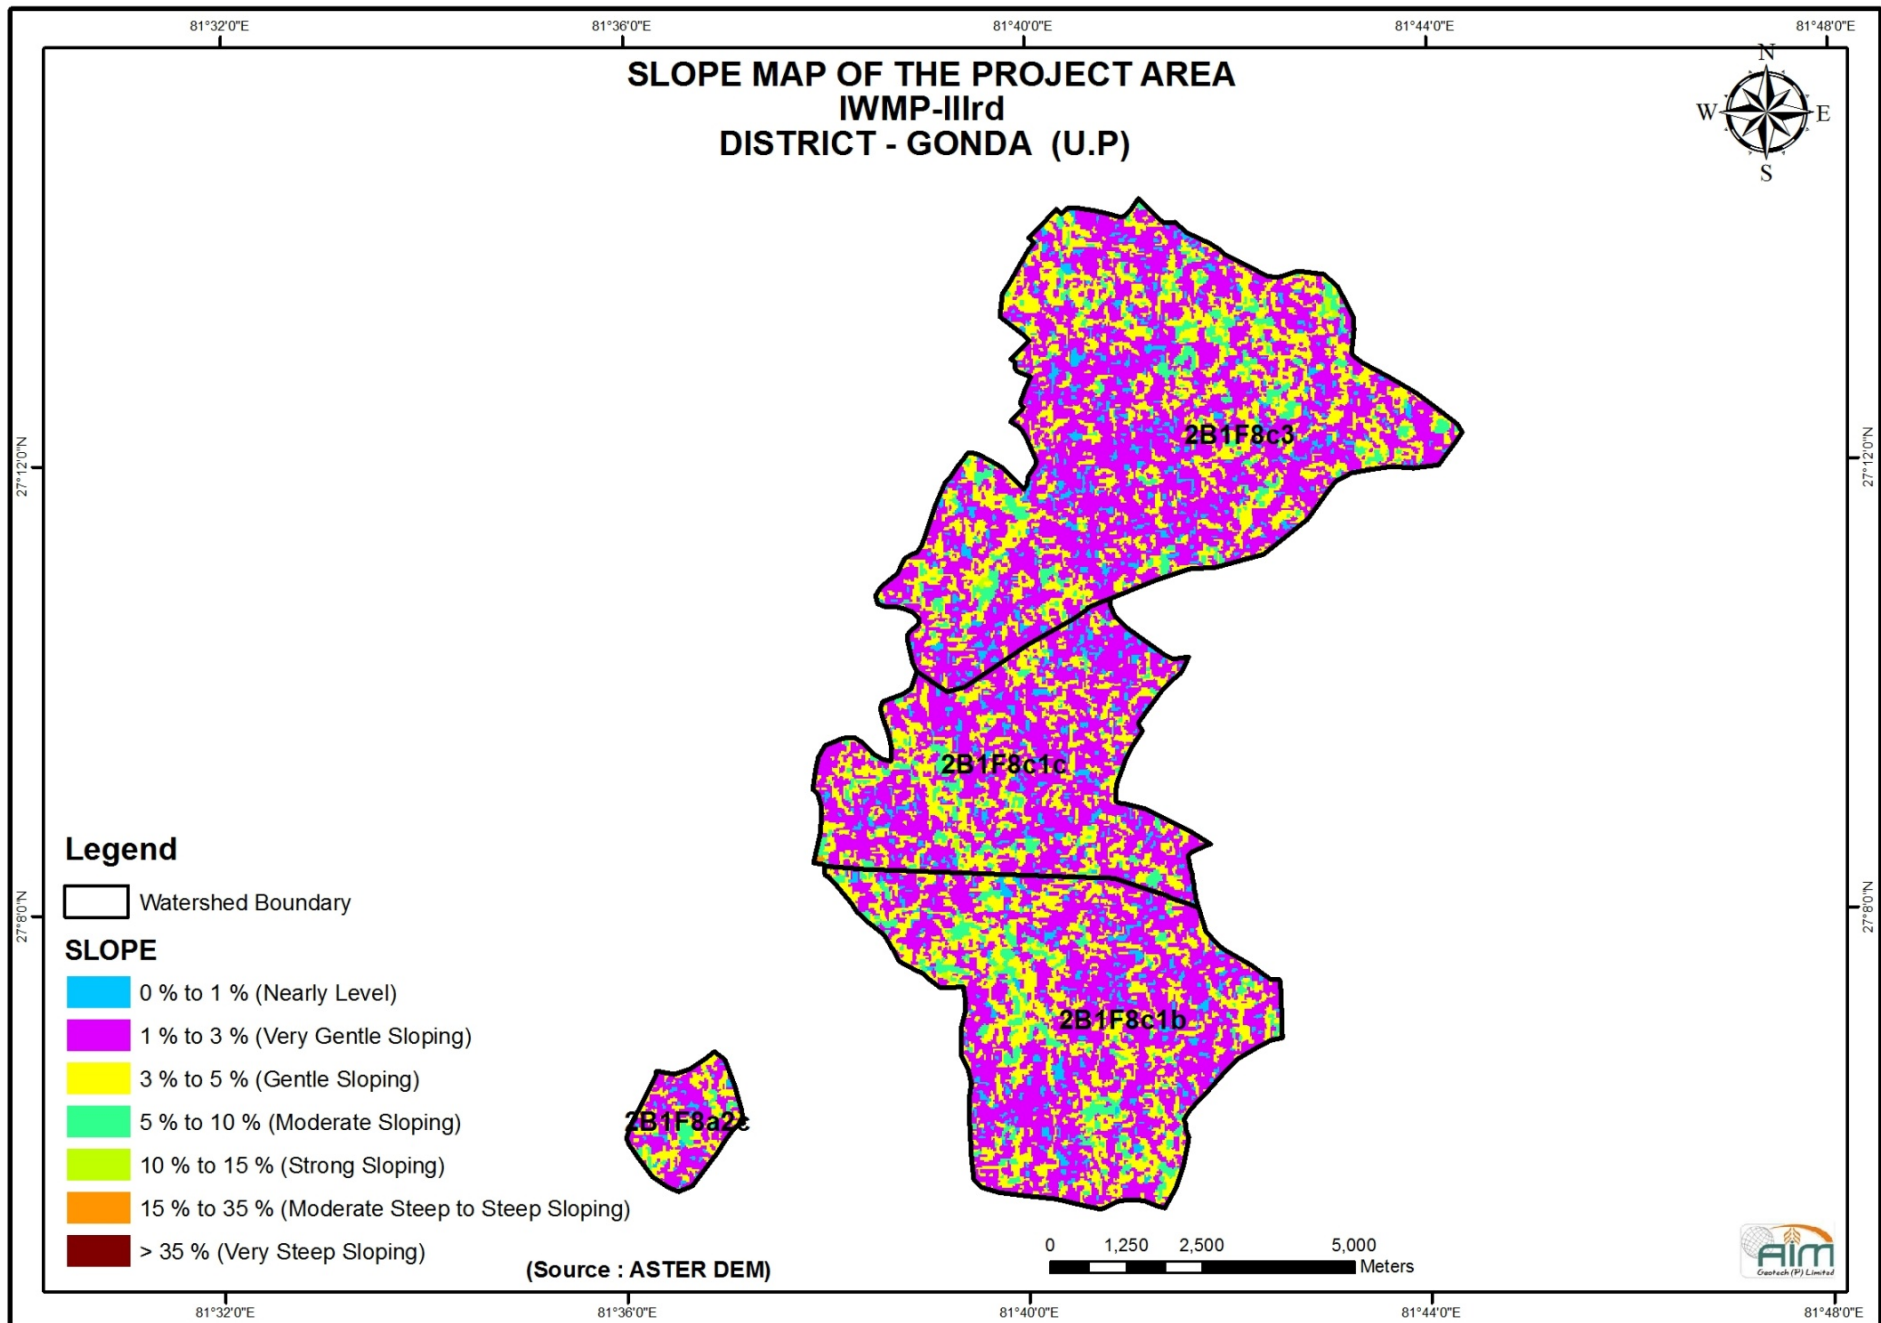 81°32'0"E
81°36'0"E
81°40'0"E
81°44'0"E
81°48'0"E
SLOPE MAP OF THE PROJECT AREA
IWMP-IIIrd
DISTRICT - GONDA (U.P)
N
W
E
S
2B1F8c3
27°12'0"N
27°12'0"N
2B1F8c1c
Legend
Watershed Boundary
27°8'0"N
27°8'0"N
SLOPE
0 % to 1 % (Nearly Level)
1 % to 3 % (Very Gentle Sloping)
3 % to 5 % (Gentle Sloping)
5 % to 10 % (Moderate Sloping)
10 % to 15 % (Strong Sloping)
15 % to 35 % (Moderate Steep to Steep Sloping)
> 35 % (Very Steep Sloping)
2B1F8c1b
2B1F8a2c
(Source : ASTER DEM)
0 1,250 2,500 5,000
Meters
AIM
Geotech (P) Limited
81°32'0"E
81°36'0"E
81°40'0"E
81°44'0"E
81°48'0"E